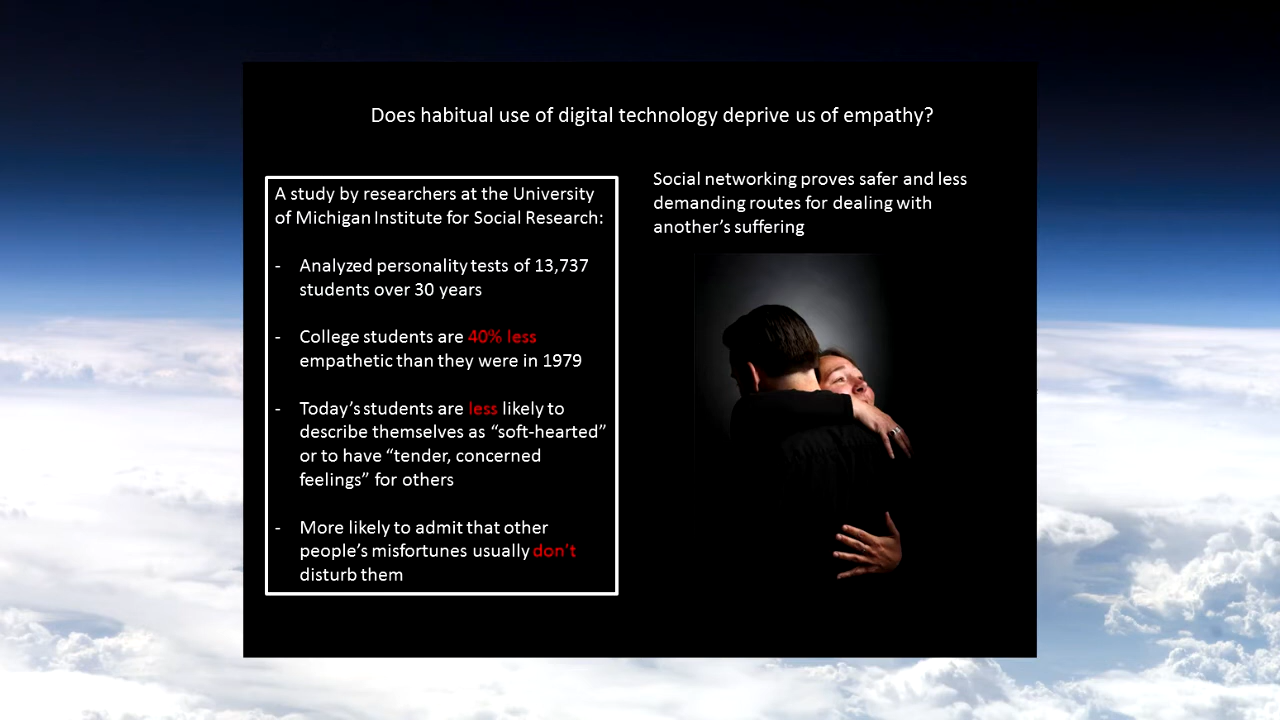 Does habitual use of digital technology deprive us of empathy?
A study by researchers at the University
of Michigan Institute for Social Research:
- Analyzed personality tests of 13,737
students over 30 years
- College students are 40% less
empathetic than they were in 1979
- Today’s students are less likely to
describe themselves as “soft-hearted”
or to have “tender, concerned
feelings” for others
- More likely to admit that other
people’s misfortunes usually don’t
disturb them
Social networking proves safer and less
demanding routes for dealing with
another’s suffering